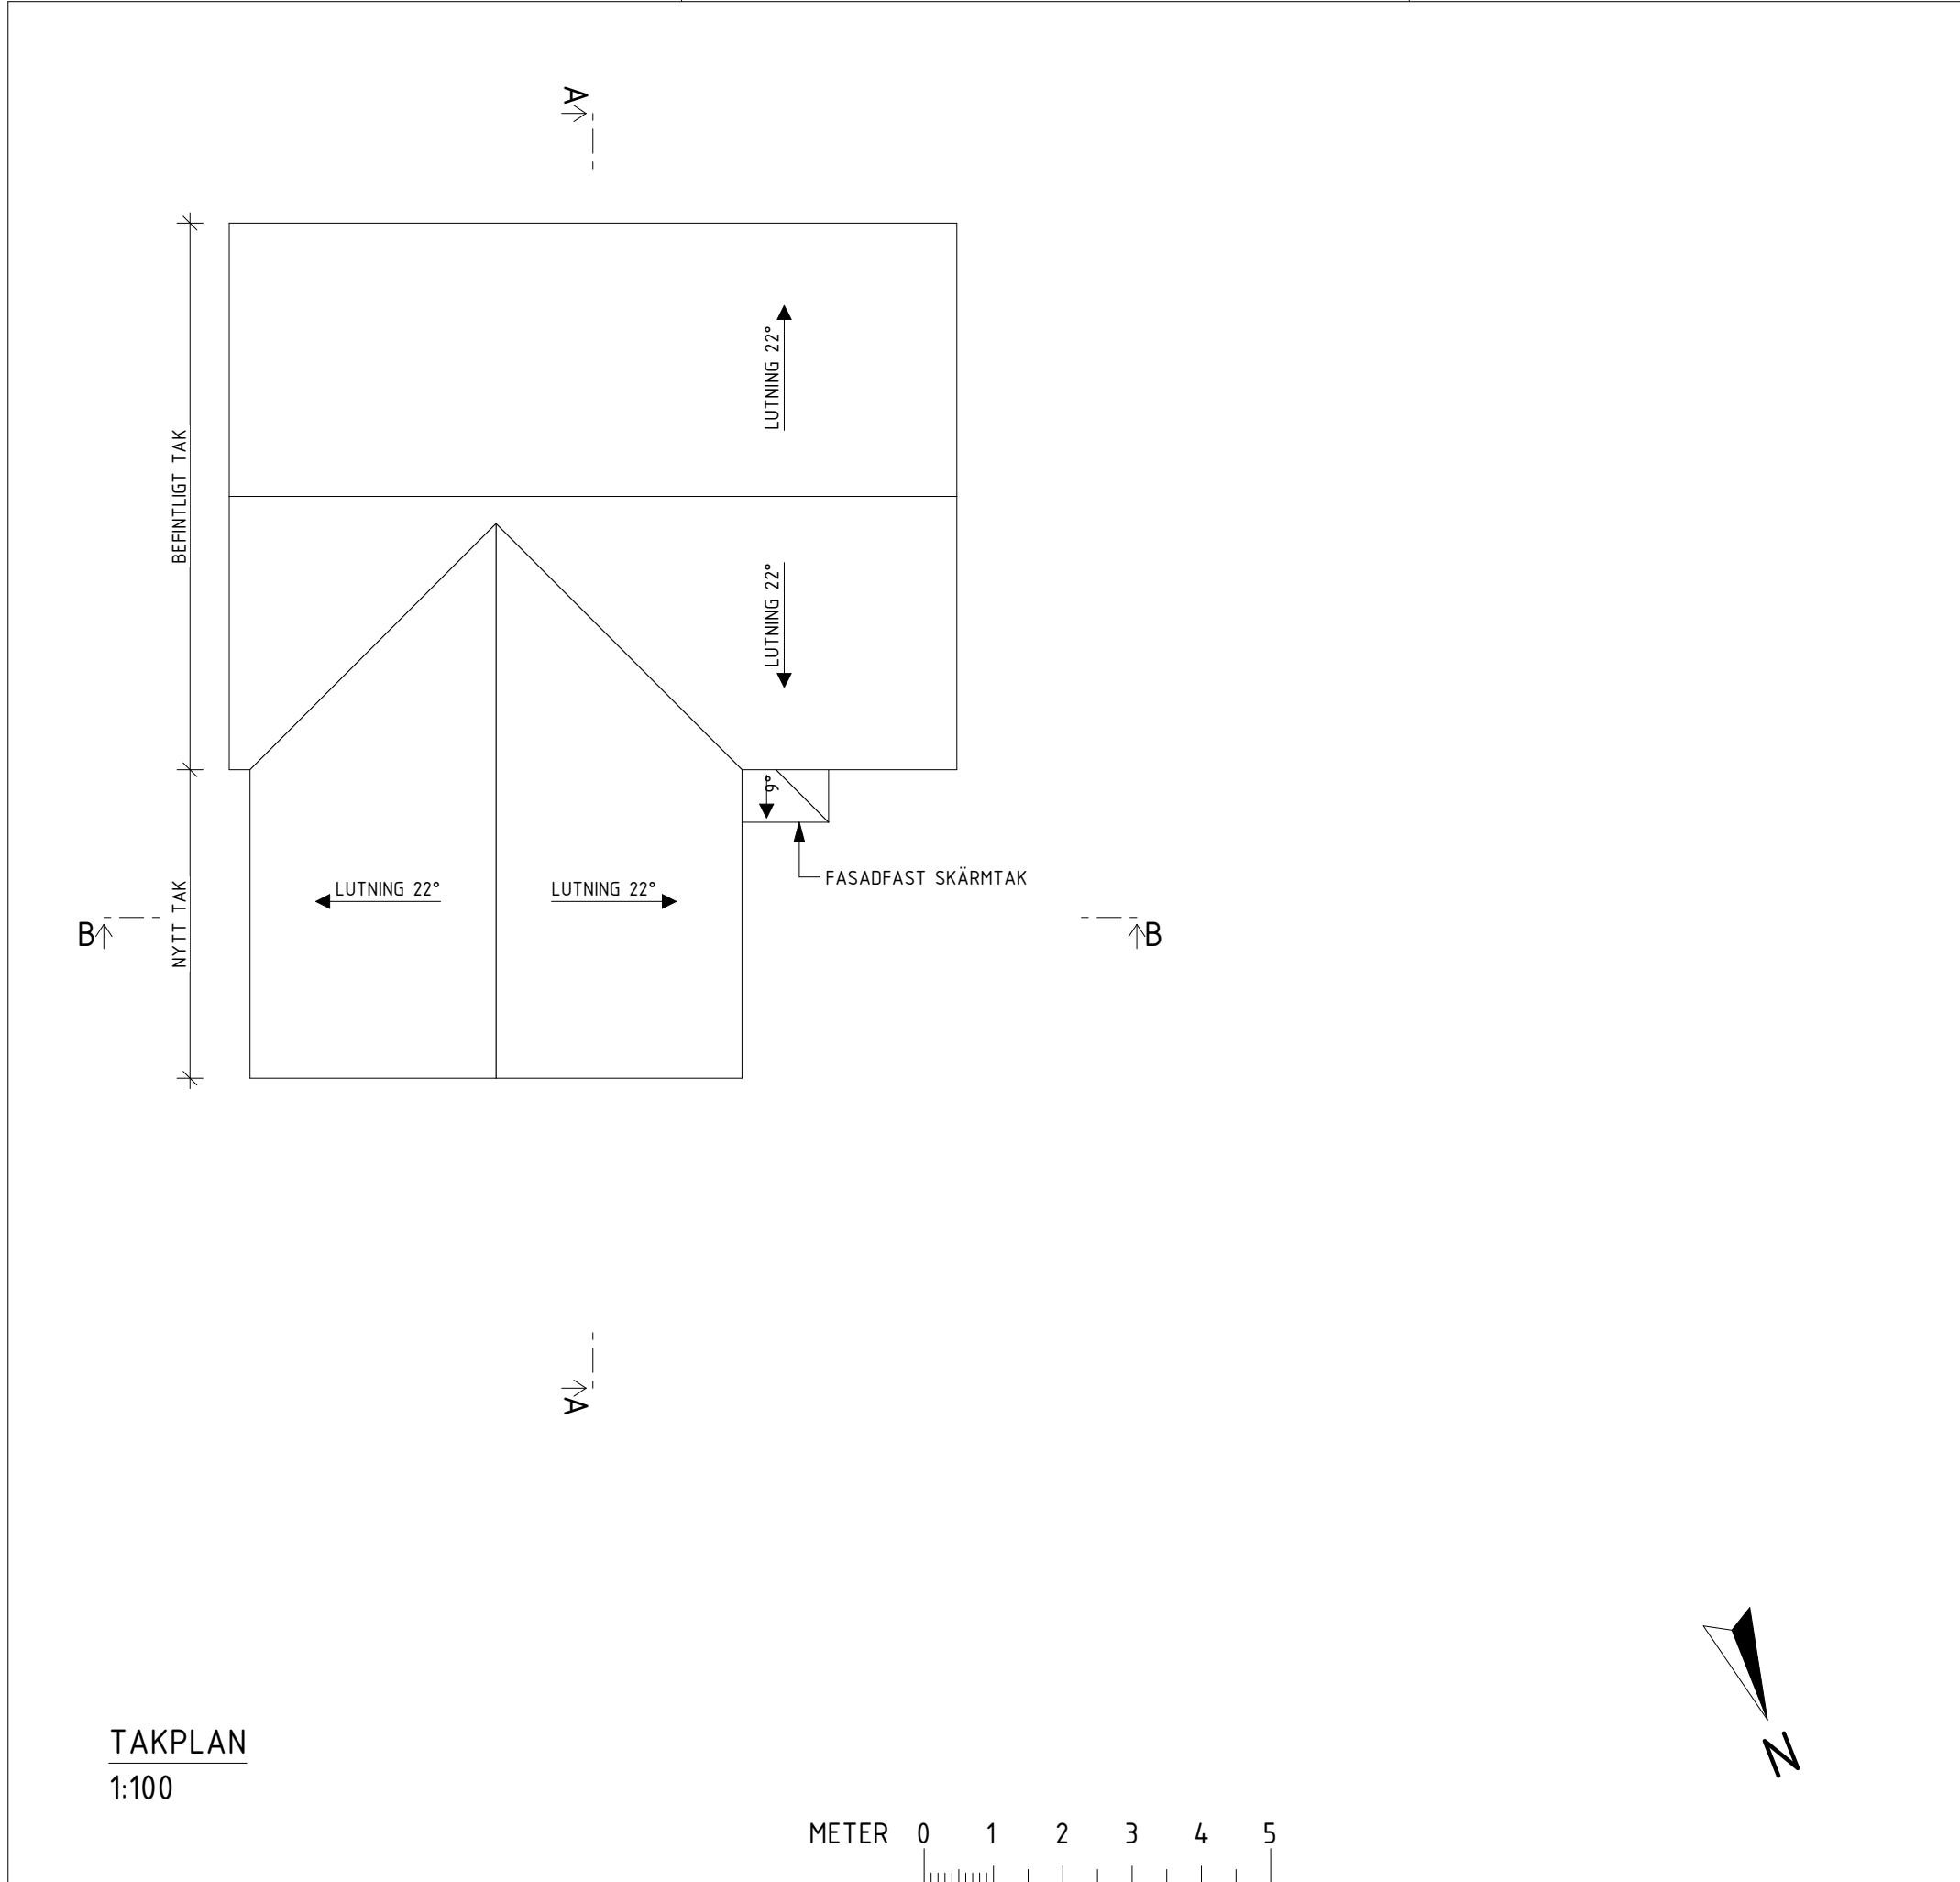 A
LUTNING 22°
BEFINTLIGT TAK
LUTNING 22°
9°
FASADFAST SKÄRMTAK
LUTNING 22°
LUTNING 22°
NYTT TAK
B
B
A
N
TAKPLAN
1:100
METER 0 1 2 3 4 5